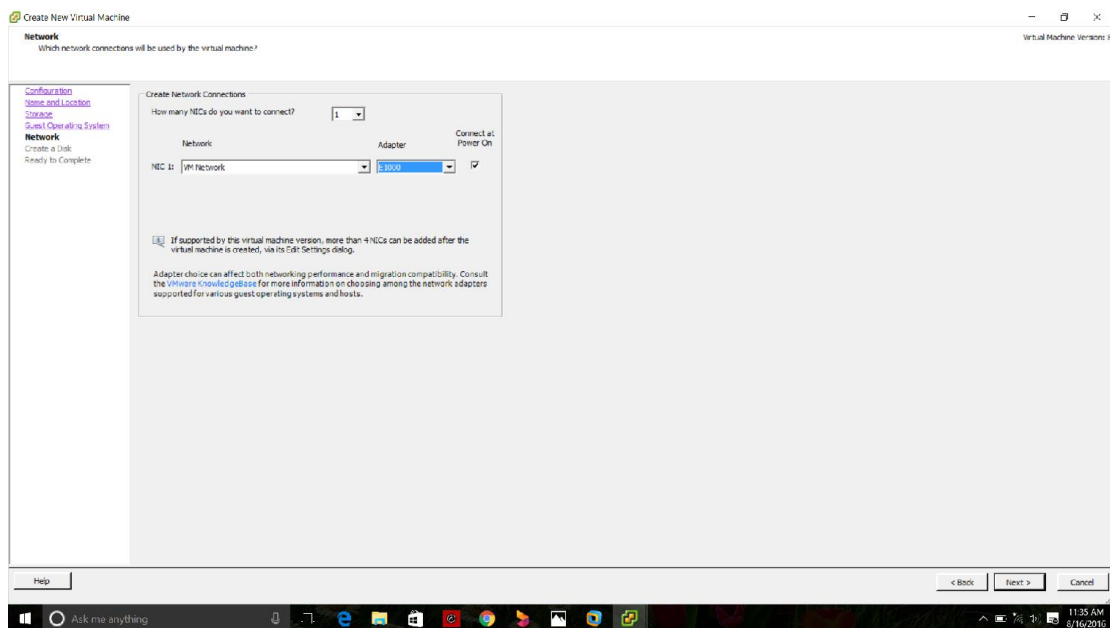 Create New Virtual Machine
Network
Which network connections will be used by the virtual machine?
Virtual Machine Version: 8
Configuration
Name and Location
Storage
Guest Operating System
Network
Create a Disk
Ready to Complete
Create Network Connections
How many NICs do you want to connect?
1
Network
Adapter
Connect at
Power On
NIC 1:
VM Network
E1000
If supported by this virtual machine version, more than 4 NICs can be added after the
virtual machine is created, via its Edit Settings dialog.
Adapter choice can affect both networking performance and migration compatibility. Consult
the VMware KnowledgeBase for more information on choosing among the network adapters
supported for various guest operating systems and hosts.
Help
< Back
Next >
Cancel
Ask me anything
11:35 AM
8/16/2016